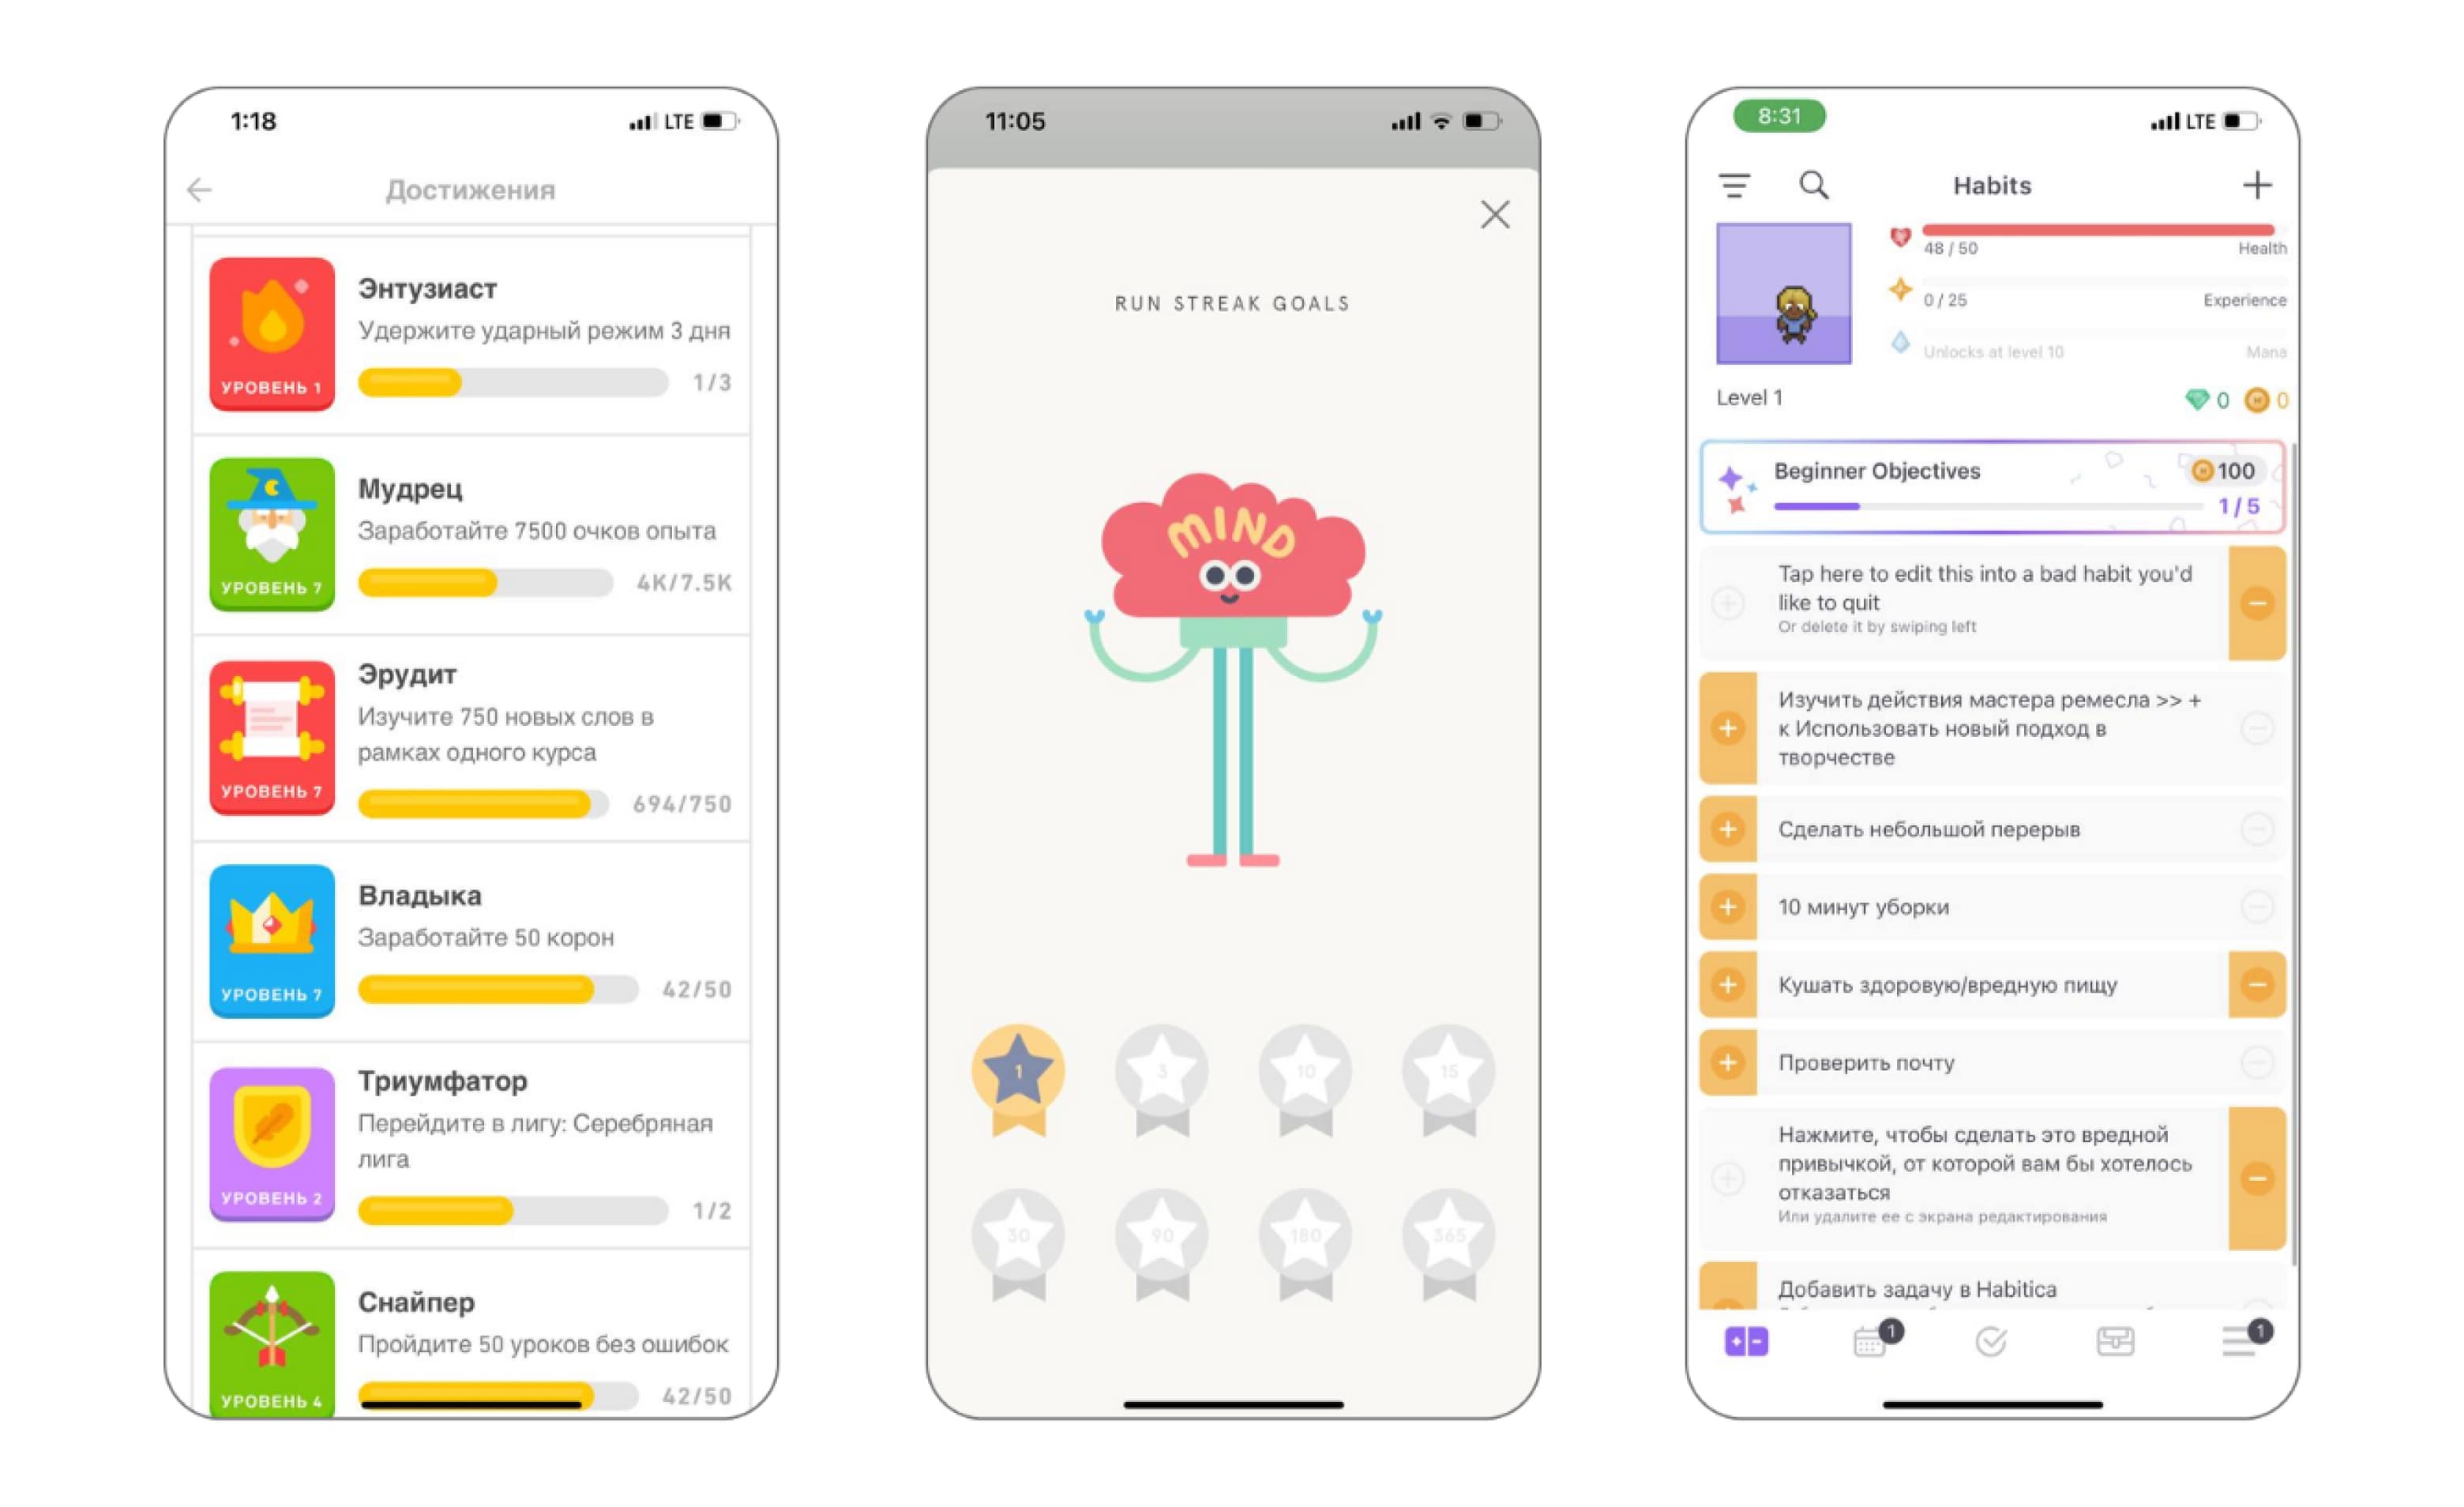 1:18
LTE
Достижения
Энтузиаст
Удержите ударный режим 3 дня
УРОВЕНЬ 1
1/3
Мудрец
Заработайте 7500 очков опыта
УРОВЕНЬ 7
4K/7.5K
Эрудит
Изучите 750 новых слов в
рамках одного курса
УРОВЕНЬ 7
694/750
Владыка
Заработайте 50 корон
УРОВЕНЬ 7
42/50
Триумфатор
Перейдите в лигу: Серебряная
лига
УРОВЕНЬ 2
1/2
Снайпер
Пройдите 50 уроков без ошибок
УРОВЕНЬ 4
42/50
11:05
RUN STREAK GOALS
MIND
1 3 10 15
30 90 180 365
8:31
LTE
Habits
48 / 50 Health
0 / 25 Experience
Unlocks at level 10 Mana
Level 1 0 0
Beginner Objectives 100
1 / 5
Tap here to edit this into a bad habit you'd
like to quit
Or delete it by swiping left
Изучить действия мастера ремесла >> +
к Использовать новый подход в
творчестве
Сделать небольшой перерыв
10 минут уборки
Кушать здоровую/вредную пищу
Проверить почту
Нажмите, чтобы сделать это вредной
привычкой, от которой вам бы хотелось
отказаться
Или удалите ее с экрана редактирования
Добавить задачу в Habitica
1 1